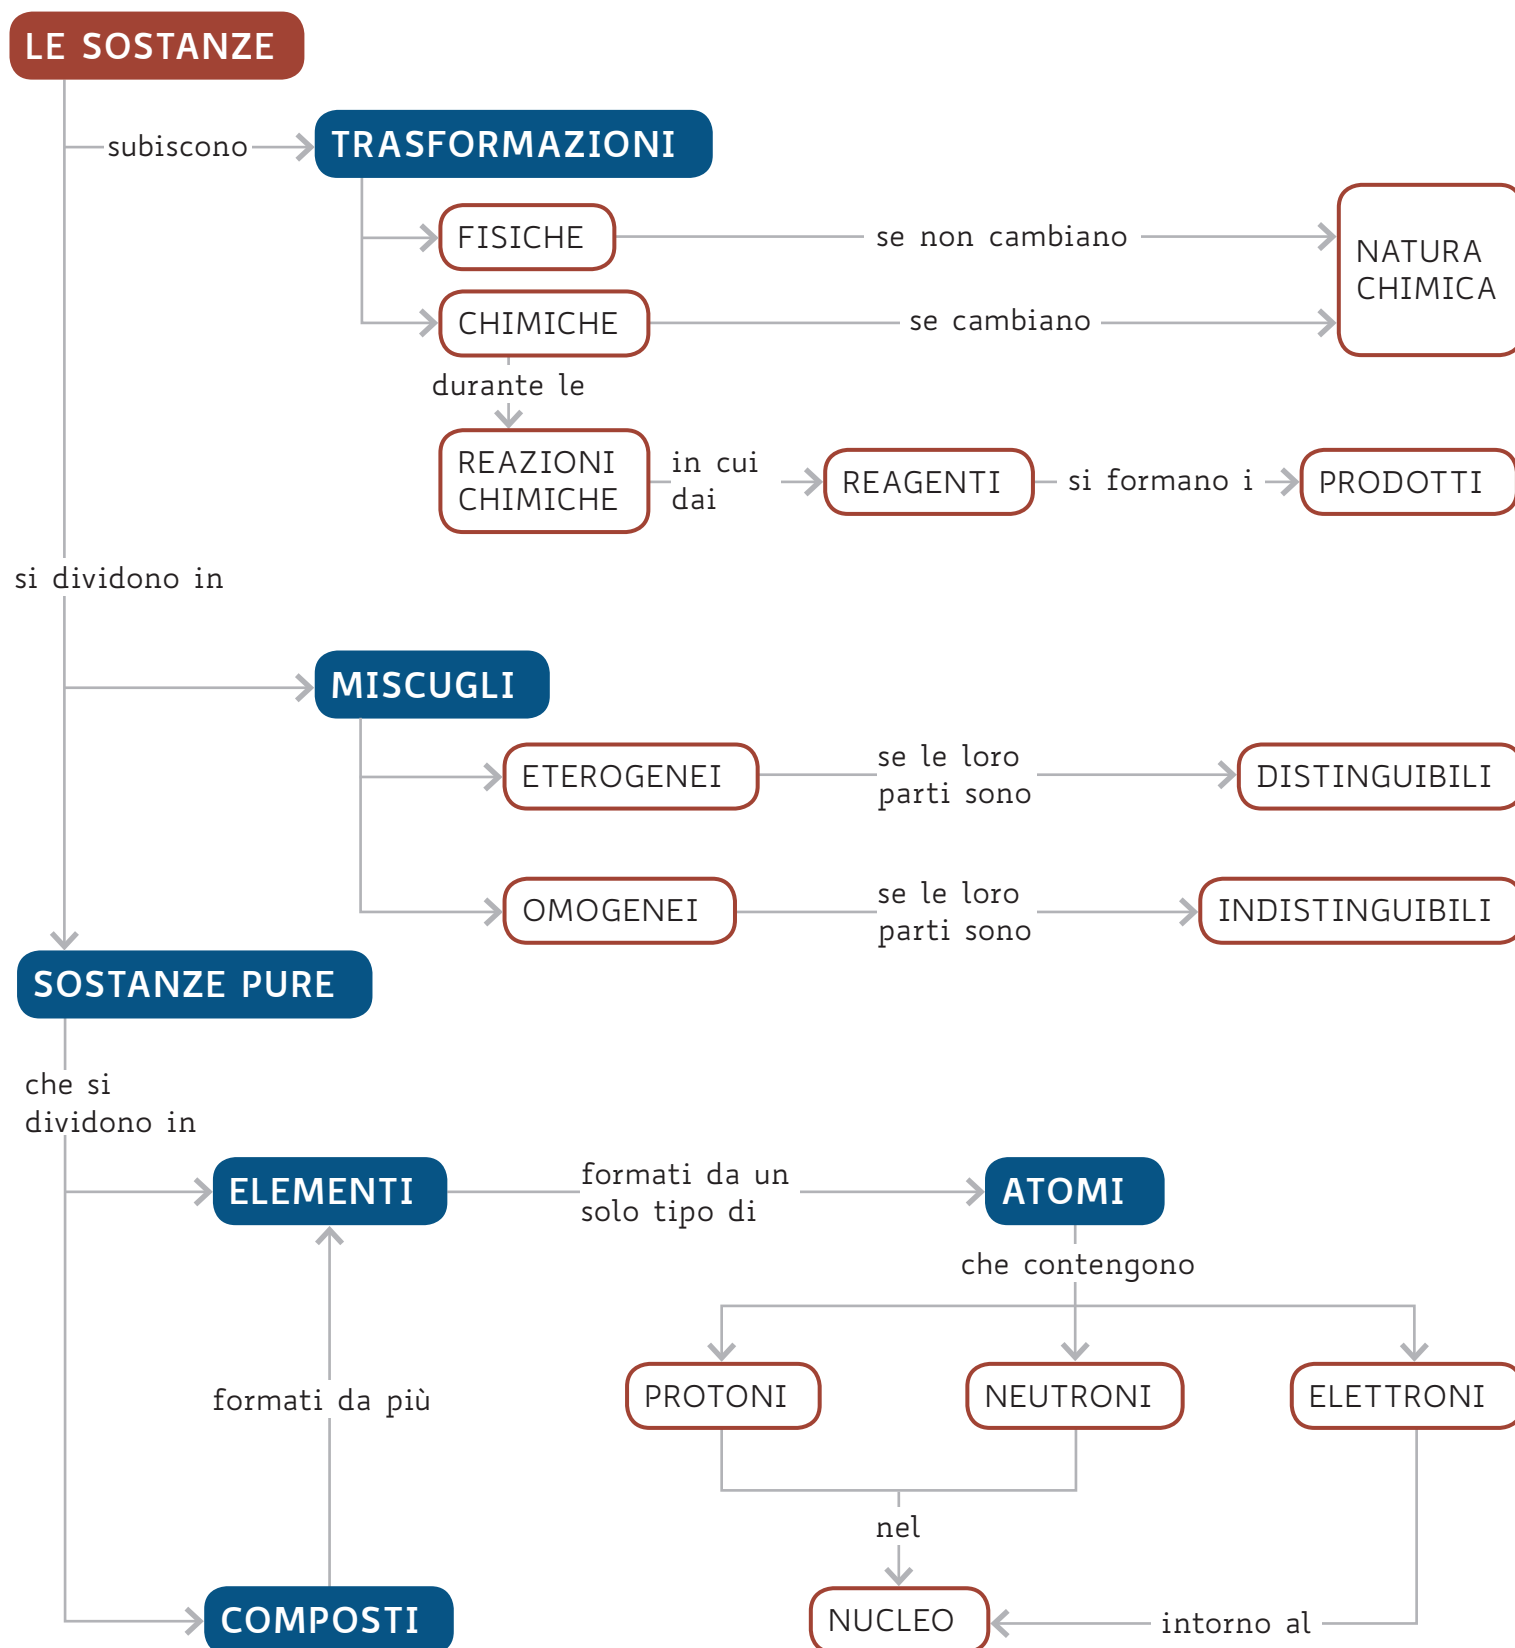 LE SOSTANZE
subiscono
TRASFORMAZIONI
FISICHE
se non cambiano
NATURA
CHIMICA
CHIMICHE
se cambiano
durante le
REAZIONI
CHIMICHE
in cui
dai
REAGENTI
si formano i
PRODOTTI
si dividono in
MISCUGLI
ETEROGENEI
se le loro
parti sono
DISTINGUIBILI
OMOGENEI
se le loro
parti sono
INDISTINGUIBILI
SOSTANZE PURE
che si
dividono in
ELEMENTI
formati da un
solo tipo di
ATOMI
che contengono
PROTONI
NEUTRONI
ELETTRONI
formati da più
nel
COMPOSTI
NUCLEO
intorno al